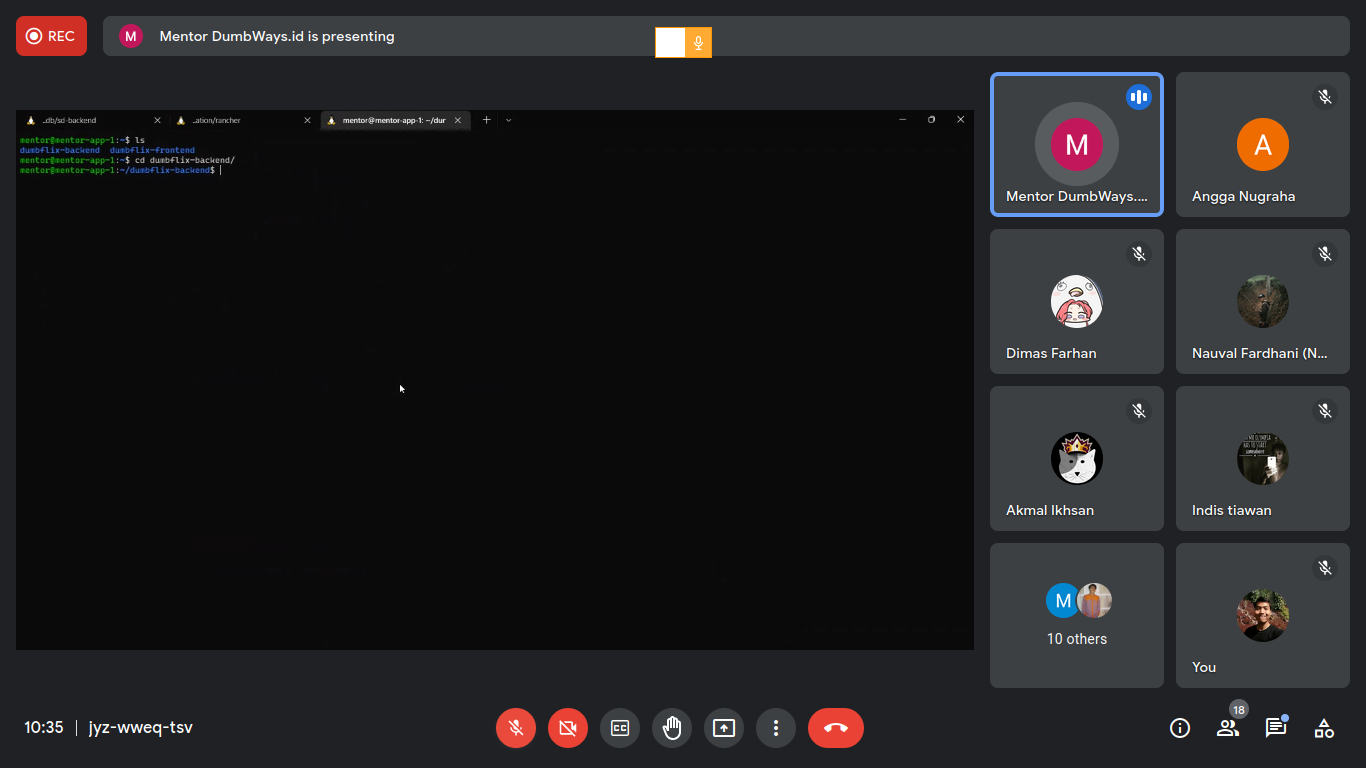 REC
M
Mentor DumbWays.id is presenting
_db/sd-backend
_ation/rancher
mentor@mentor-app-1: ~/dur
mentor@mentor-app-1:~$ ls
dumbflix-backend dumbflix-frontend
mentor@mentor-app-1:~$ cd dumbflix-backend/
mentor@mentor-app-1:~/dumbflix-backend$
M
Mentor DumbWays....
A
Angga Nugraha
Dimas Farhan
Nauval Fardhani (N...
Akmal Ikhsan
Indis tiawan
M
10 others
You
10:35
jyz-wweq-tsv
CC
18